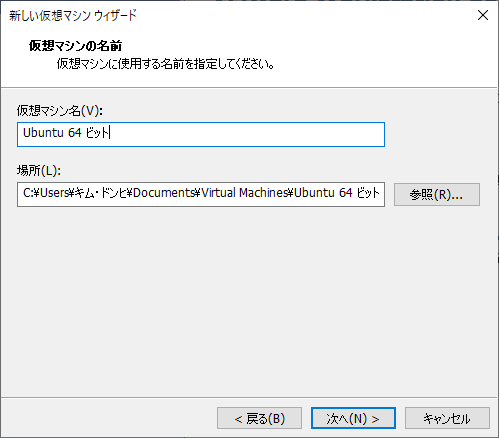 新しい仮想マシン ウィザード
仮想マシンの名前
仮想マシンに使用する名前を指定してください。
仮想マシン名(V):
Ubuntu 64 ビット
場所(L):
C:¥Users¥キム・ドンヒ¥Documents¥Virtual Machines¥Ubuntu 64 ビット
参照(R)...
< 戻る(B)
次へ(N) >
キャンセル